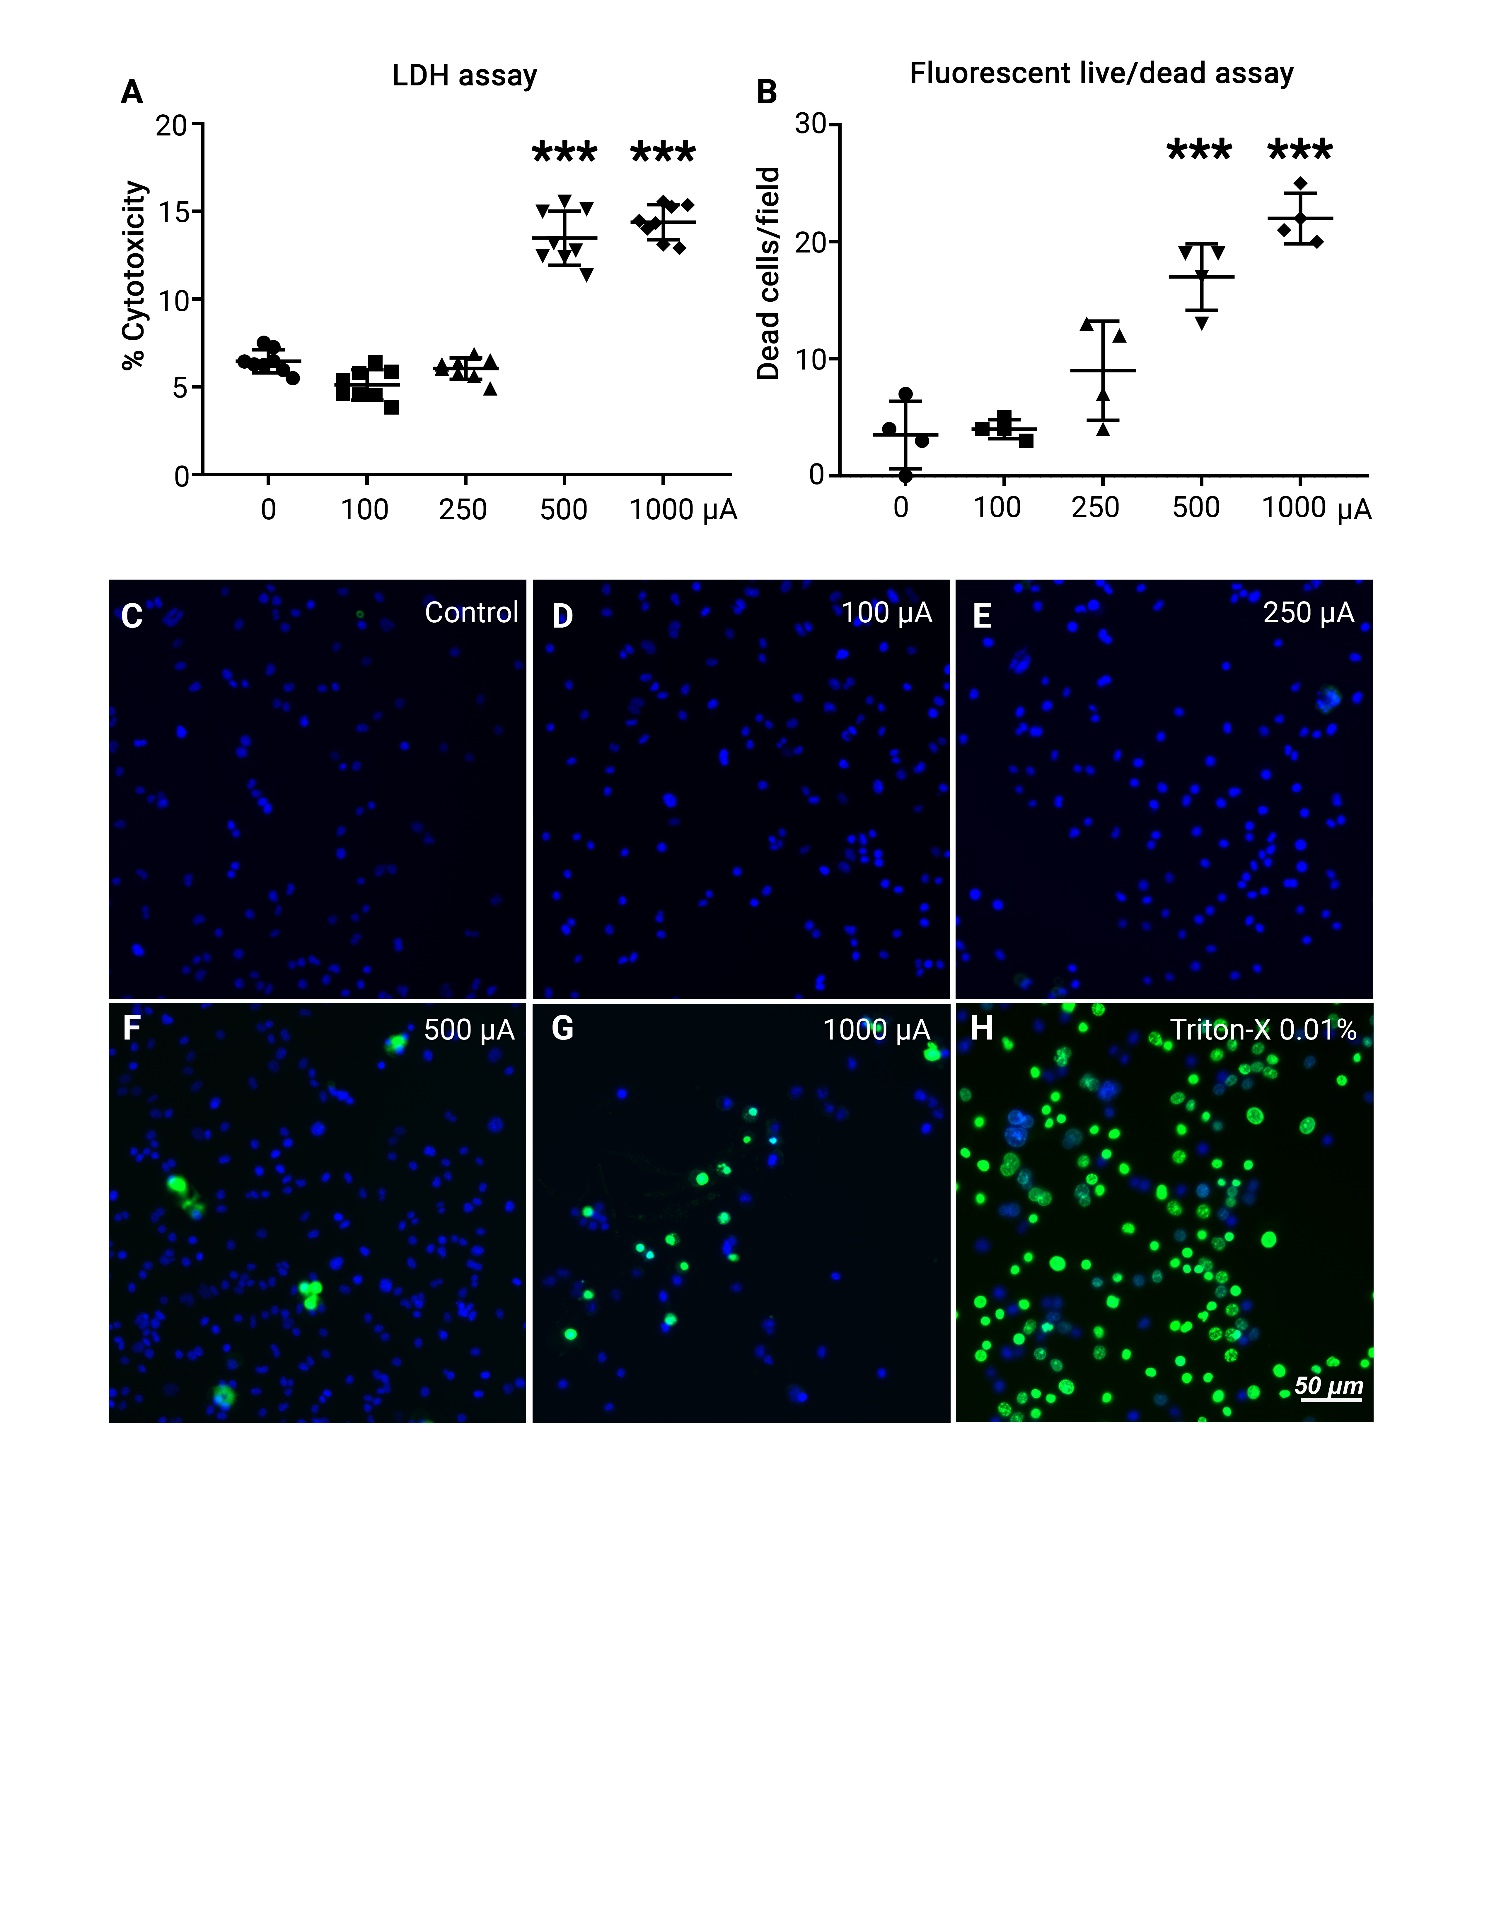 A
LDH assay
% Cytotoxicity
20
15
10
5
0
*** ***
0 100 250 500 1000 µA
B
Fluorescent live/dead assay
Dead cells/field
30
20
10
0
*** ***
0 100 250 500 1000 µA
C Control
D 100 µA
E 250 µA
F 500 µA
G 1000 µA
H Triton-X 0.01%
50 µm